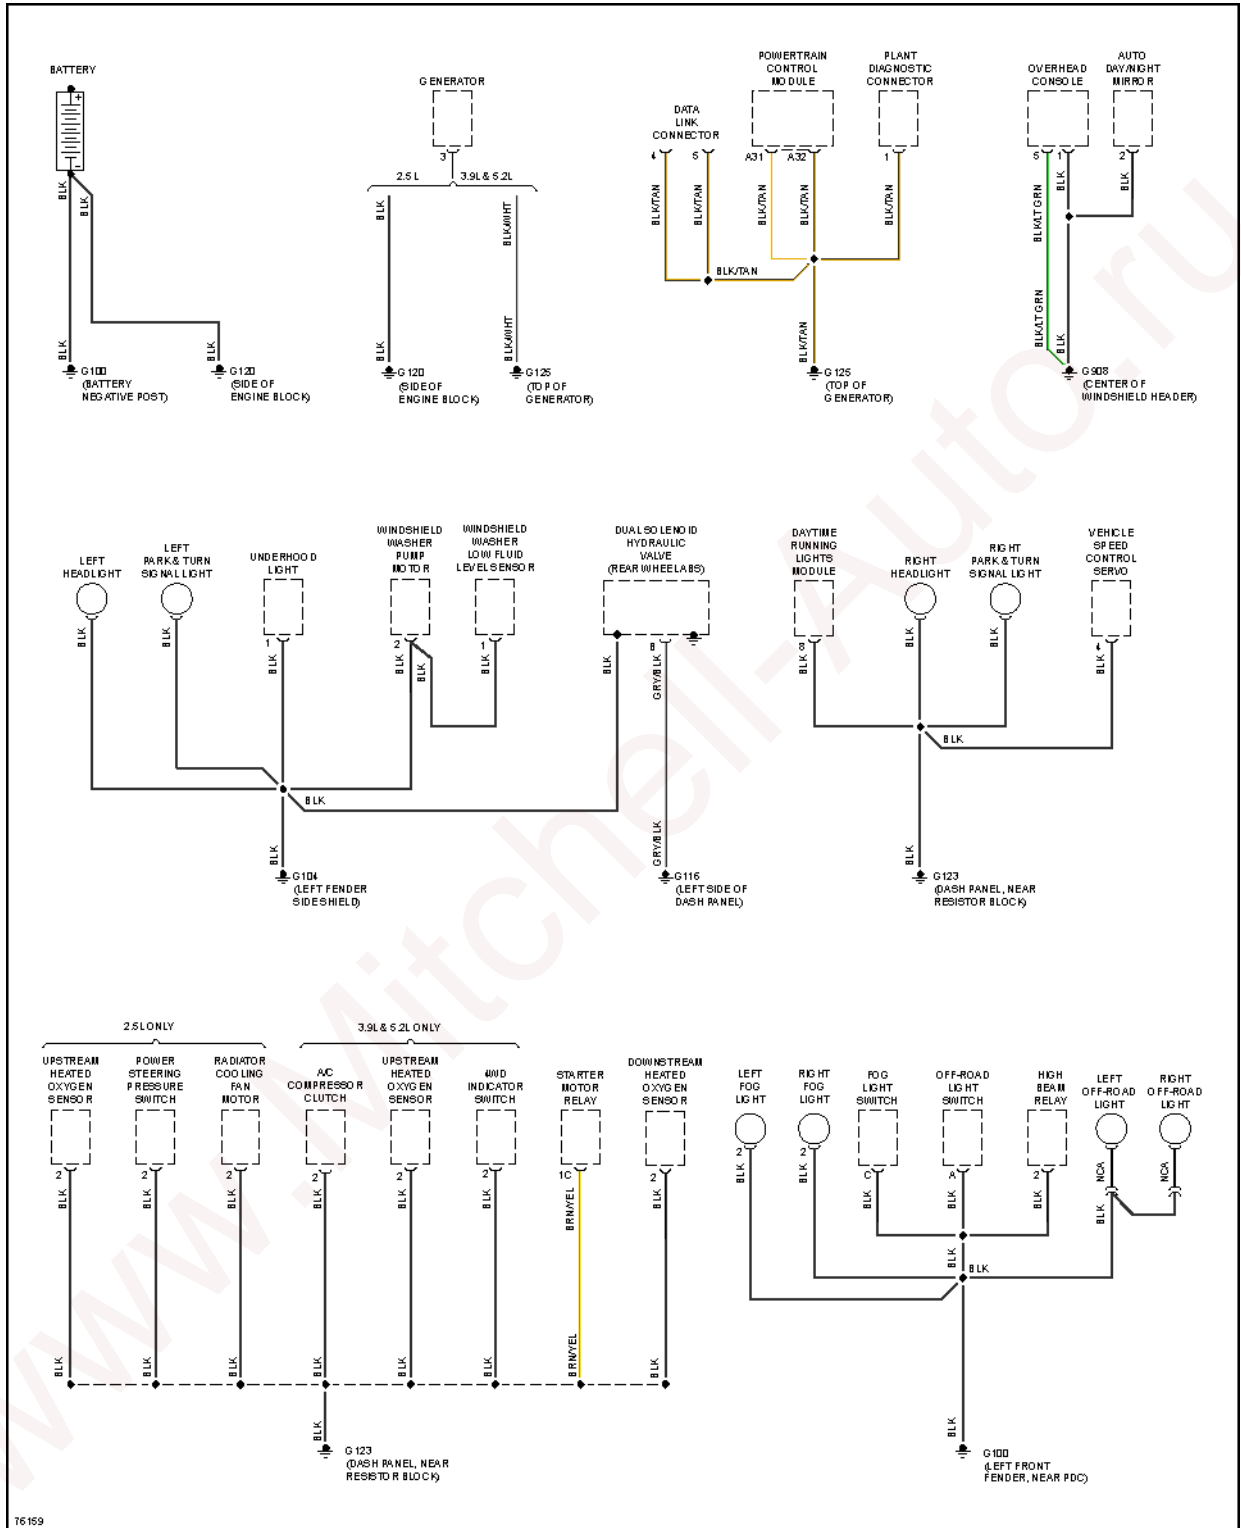 BATTERY
+
-
BLK
BLK
BLK
G100
(BATTERY
NEGATIVE POST)
G120
(SIDE OF
ENGINE BLOCK)
GENERATOR
3
2.5 L
3.9L & 5.2L
BLK
BLK/WHT
BLK
BLK/WHT
G120
(SIDE OF
ENGINE BLOCK)
G125
(TOP OF
GENERATOR)
DATA
LINK
CONNECTOR
POWERTRAIN
CONTROL
MODULE
PLANT
DIAGNOSTIC
CONNECTOR
4
5
A31
A32
1
BLK/TAN
BLK/TAN
BLK/TAN
BLK/TAN
BLK/TAN
BLK/TAN
BLK/TAN
G125
(TOP OF
GENERATOR)
OVERHEAD
CONSOLE
AUTO
DAY/NIGHT
MIRROR
5
1
2
BLK/LT GRN
BLK
BLK
BLK/LT GRN
BLK
G908
(CENTER OF
WINDSHIELD HEADER)
LEFT
HEADLIGHT
LEFT
PARK & TURN
SIGNAL LIGHT
UNDERHOOD
LIGHT
WINDSHIELD
WASHER
PUMP
MOTOR
WINDSHIELD
WASHER
LOW FLUID
LEVEL SENSOR
DUAL SOLENOID
HYDRAULIC
VALVE
(REAR WHEEL ABS)
1
2
1
8
BLK
BLK
BLK
BLK
BLK
BLK
BLK
GRY/BLK
BLK
BLK
GRY/BLK
G104
(LEFT FENDER
SIDE SHIELD)
G116
(LEFT SIDE OF
DASH PANEL)
DAYTIME
RUNNING
LIGHTS
MODULE
RIGHT
HEADLIGHT
RIGHT
PARK & TURN
SIGNAL LIGHT
VEHICLE
SPEED
CONTROL
SERVO
8
4
BLK
BLK
BLK
BLK
BLK
BLK
G123
(DASH PANEL, NEAR
RESISTOR BLOCK)
2.5L ONLY
3.9L & 5.2L ONLY
UPSTREAM
HEATED
OXYGEN
SENSOR
POWER
STEERING
PRESSURE
SWITCH
RADIATOR
COOLING
FAN
MOTOR
A/C
COMPRESSOR
CLUTCH
UPSTREAM
HEATED
OXYGEN
SENSOR
4WD
INDICATOR
SWITCH
STARTER
MOTOR
RELAY
DOWNSTREAM
HEATED
OXYGEN
SENSOR
2
2
2
2
2
2
1C
2
BLK
BLK
BLK
BLK
BLK
BLK
BRN/YEL
BLK
BLK
BLK
BLK
BLK
BLK
BLK
BRN/YEL
BLK
BLK
G123
(DASH PANEL, NEAR
RESISTOR BLOCK)
LEFT
FOG
LIGHT
RIGHT
FOG
LIGHT
FOG
LIGHT
SWITCH
OFF-ROAD
LIGHT
SWITCH
HIGH
BEAM
RELAY
LEFT
OFF-ROAD
LIGHT
RIGHT
OFF-ROAD
LIGHT
2
2
C
A
2
BLK
BLK
BLK
BLK
BLK
NCA
NCA
BLK
BLK
BLK
BLK
G100
(LEFT FRONT
FENDER, NEAR PDC)
76159
www.Mitchell-Auto.ru